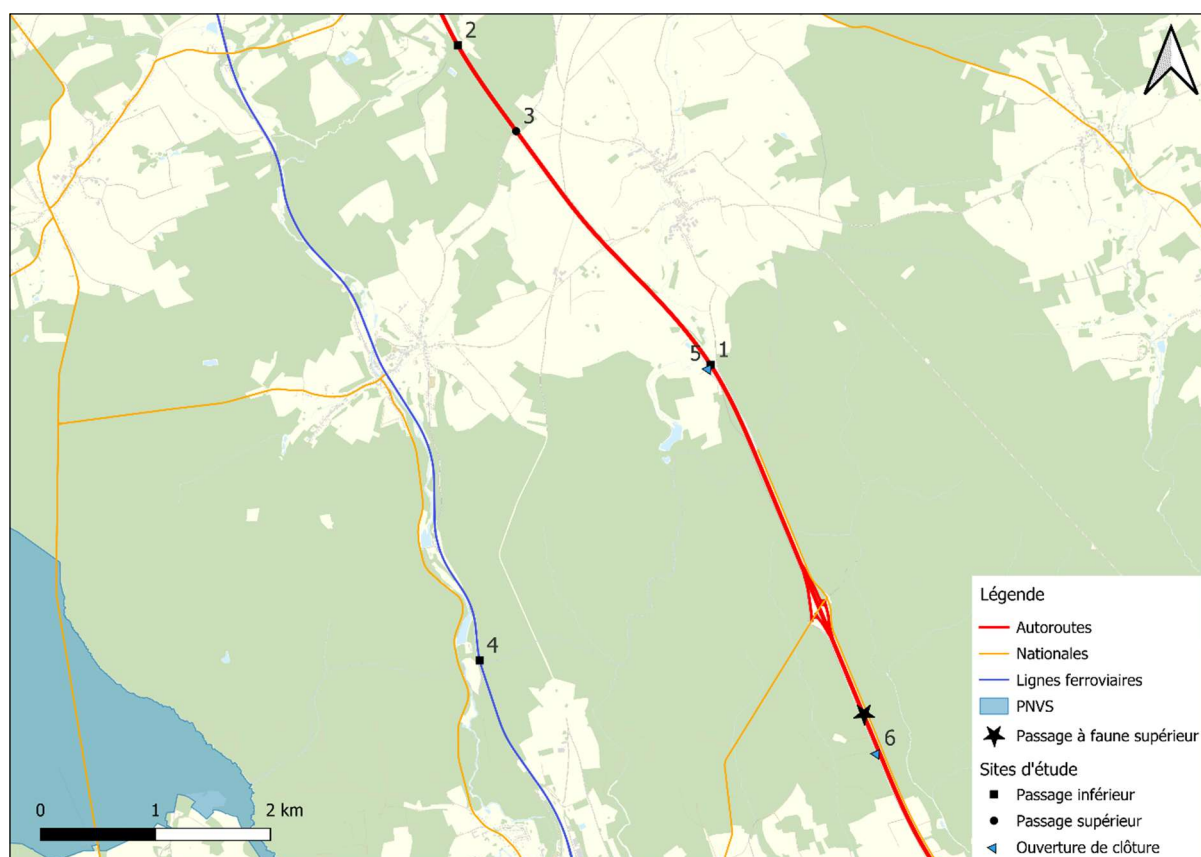 2
3
5
1
4
6
0
1
2 km
Légende
Autoroutes
Nationales
Lignes ferroviaires
PNVS
Passage à faune supérieur
Sites d'étude
Passage inférieur
Passage supérieur
Ouverture de clôture